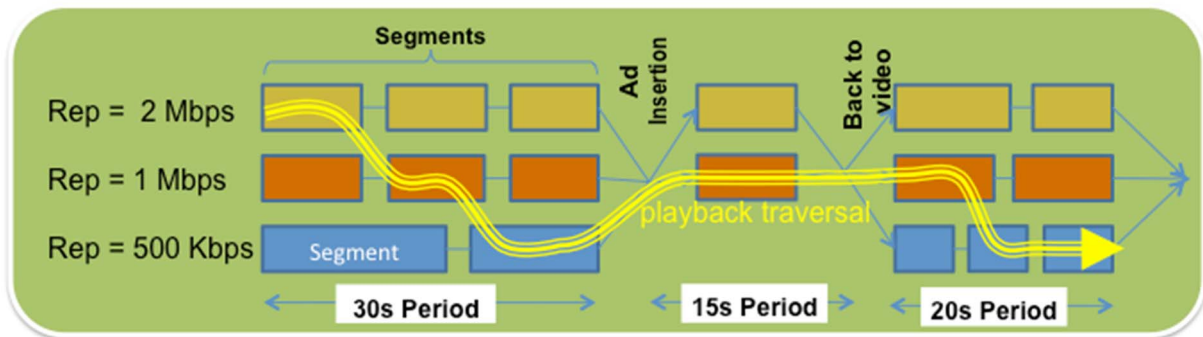 Segments
Ad
Insertion
Back to
video
Rep = 2 Mbps
Rep = 1 Mbps
playback traversal
Rep = 500 Kbps
Segment
30s Period
15s Period
20s Period